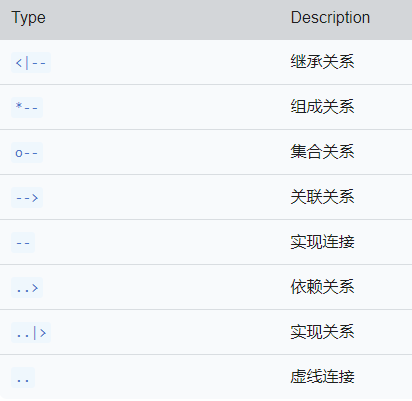 Type Description
<|-- 继承关系
*-- 组成关系
o-- 集合关系
--> 关联关系
-- 实现连接
..> 依赖关系
..|> 实现关系
.. 虚线连接